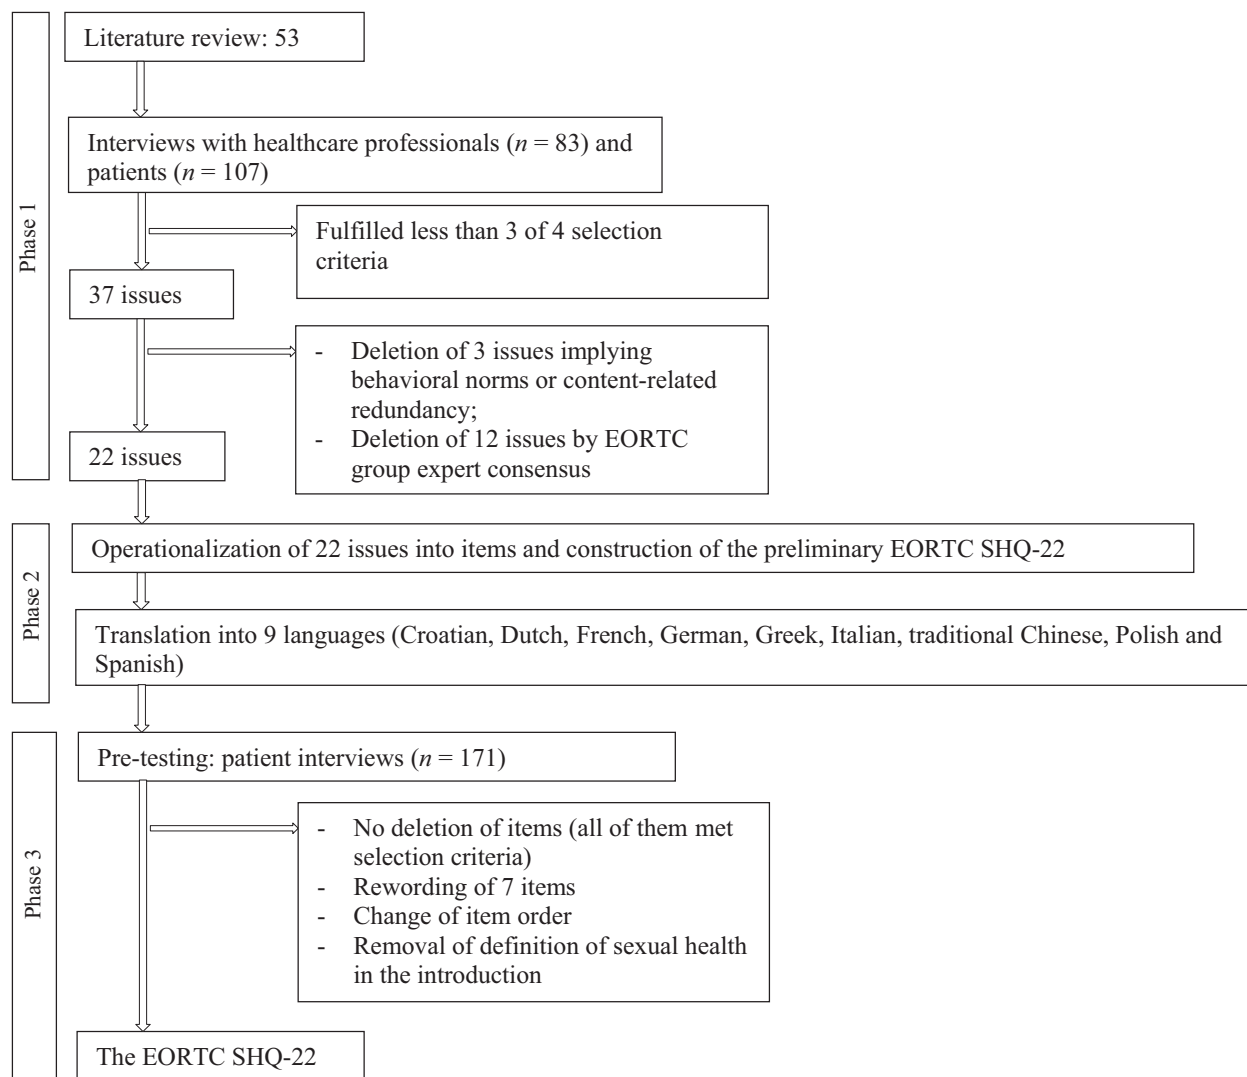 Phase 1
Literature review: 53
Interviews with healthcare professionals (n = 83) and
patients (n = 107)
Fulfilled less than 3 of 4 selection
criteria
37 issues
- Deletion of 3 issues implying
behavioral norms or content-related
redundancy;
- Deletion of 12 issues by EORTC
group expert consensus
22 issues
Phase 2
Operationalization of 22 issues into items and construction of the preliminary EORTC SHQ-22
Translation into 9 languages (Croatian, Dutch, French, German, Greek, Italian, traditional Chinese, Polish and
Spanish)
Phase 3
Pre-testing: patient interviews (n = 171)
- No deletion of items (all of them met
selection criteria)
- Rewording of 7 items
- Change of item order
- Removal of definition of sexual health
in the introduction
The EORTC SHQ-22